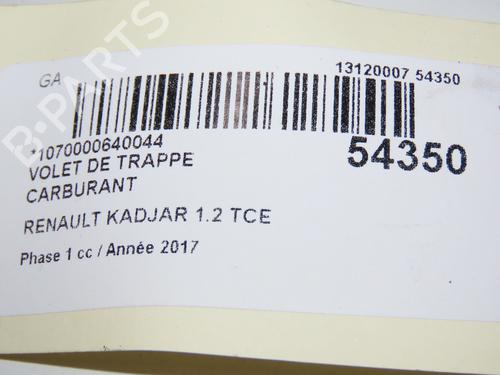 GA
13120007 54350
*1070000640044
54350
VOLET DE TRAPPE
CARBURANT
RENAULT KADJAR 1.2 TCE
Phase 1 cc / Année 2017
B-PARTS